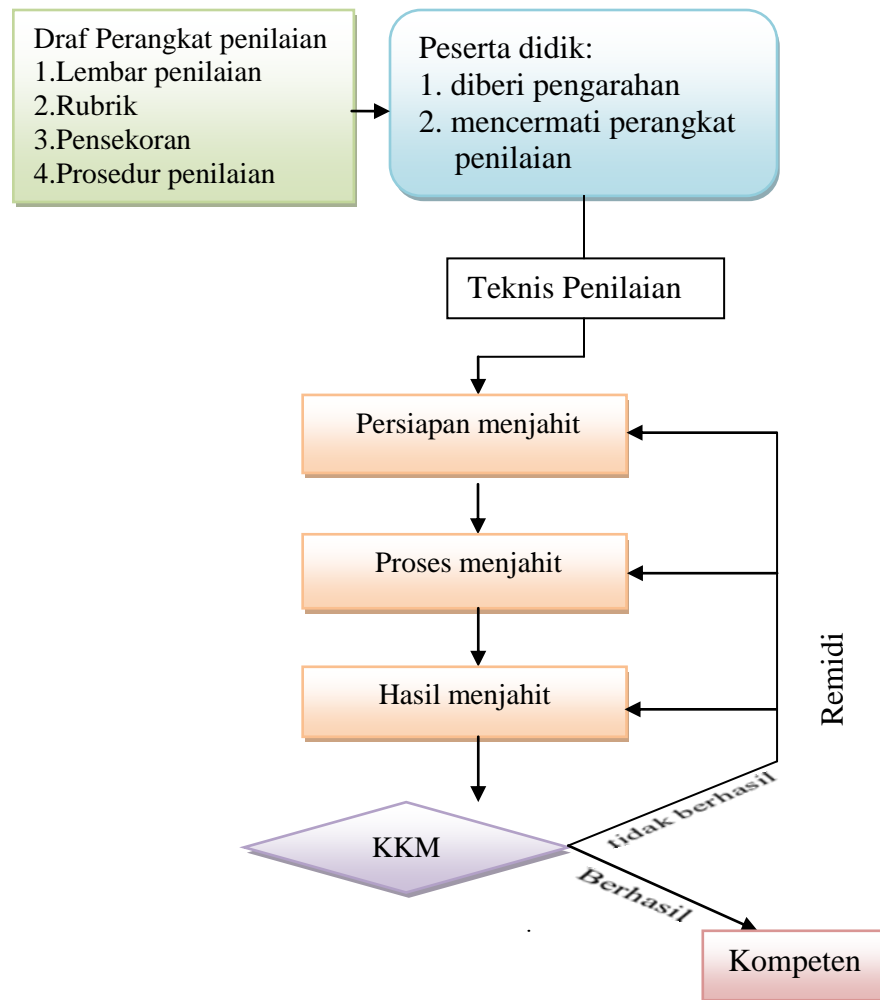 Draf Perangkat penilaian
1.Lembar penilaian
2.Rubrik
3.Pensekoran
4.Prosedur penilaian
Peserta didik:
1. diberi pengarahan
2. mencermati perangkat
penilaian
Teknis Penilaian
Persiapan menjahit
Proses menjahit
Hasil menjahit
Remidi
KKM
tidak berhasil
Berhasil
Kompeten